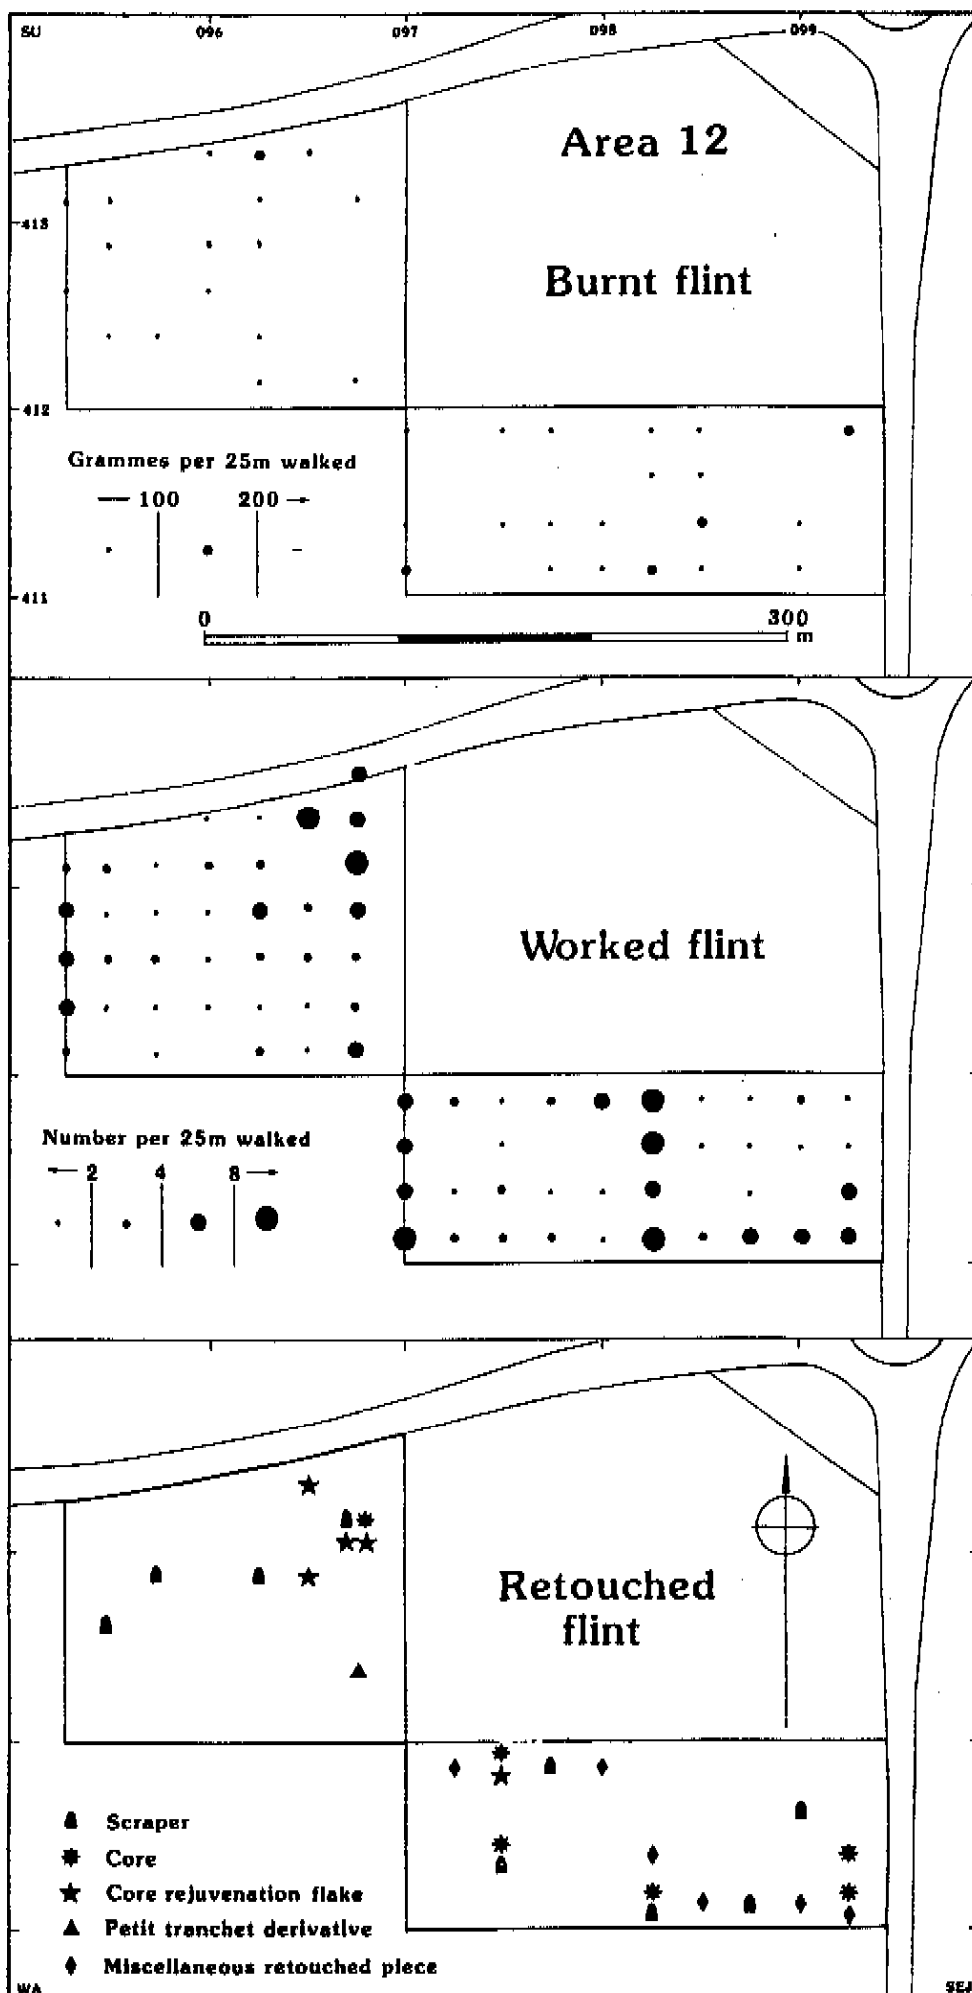 SU 096 097 098 099
Area 12
413
Burnt flint
412
Grammes per 25m walked
100 200
411
0 300
m
Worked flint
Number per 25m walked
2 4 8
Retouched
flint
Scraper
Core
Core rejuvenation flake
Petit tranchet derivative
Miscellaneous retouched piece
WA SEJ